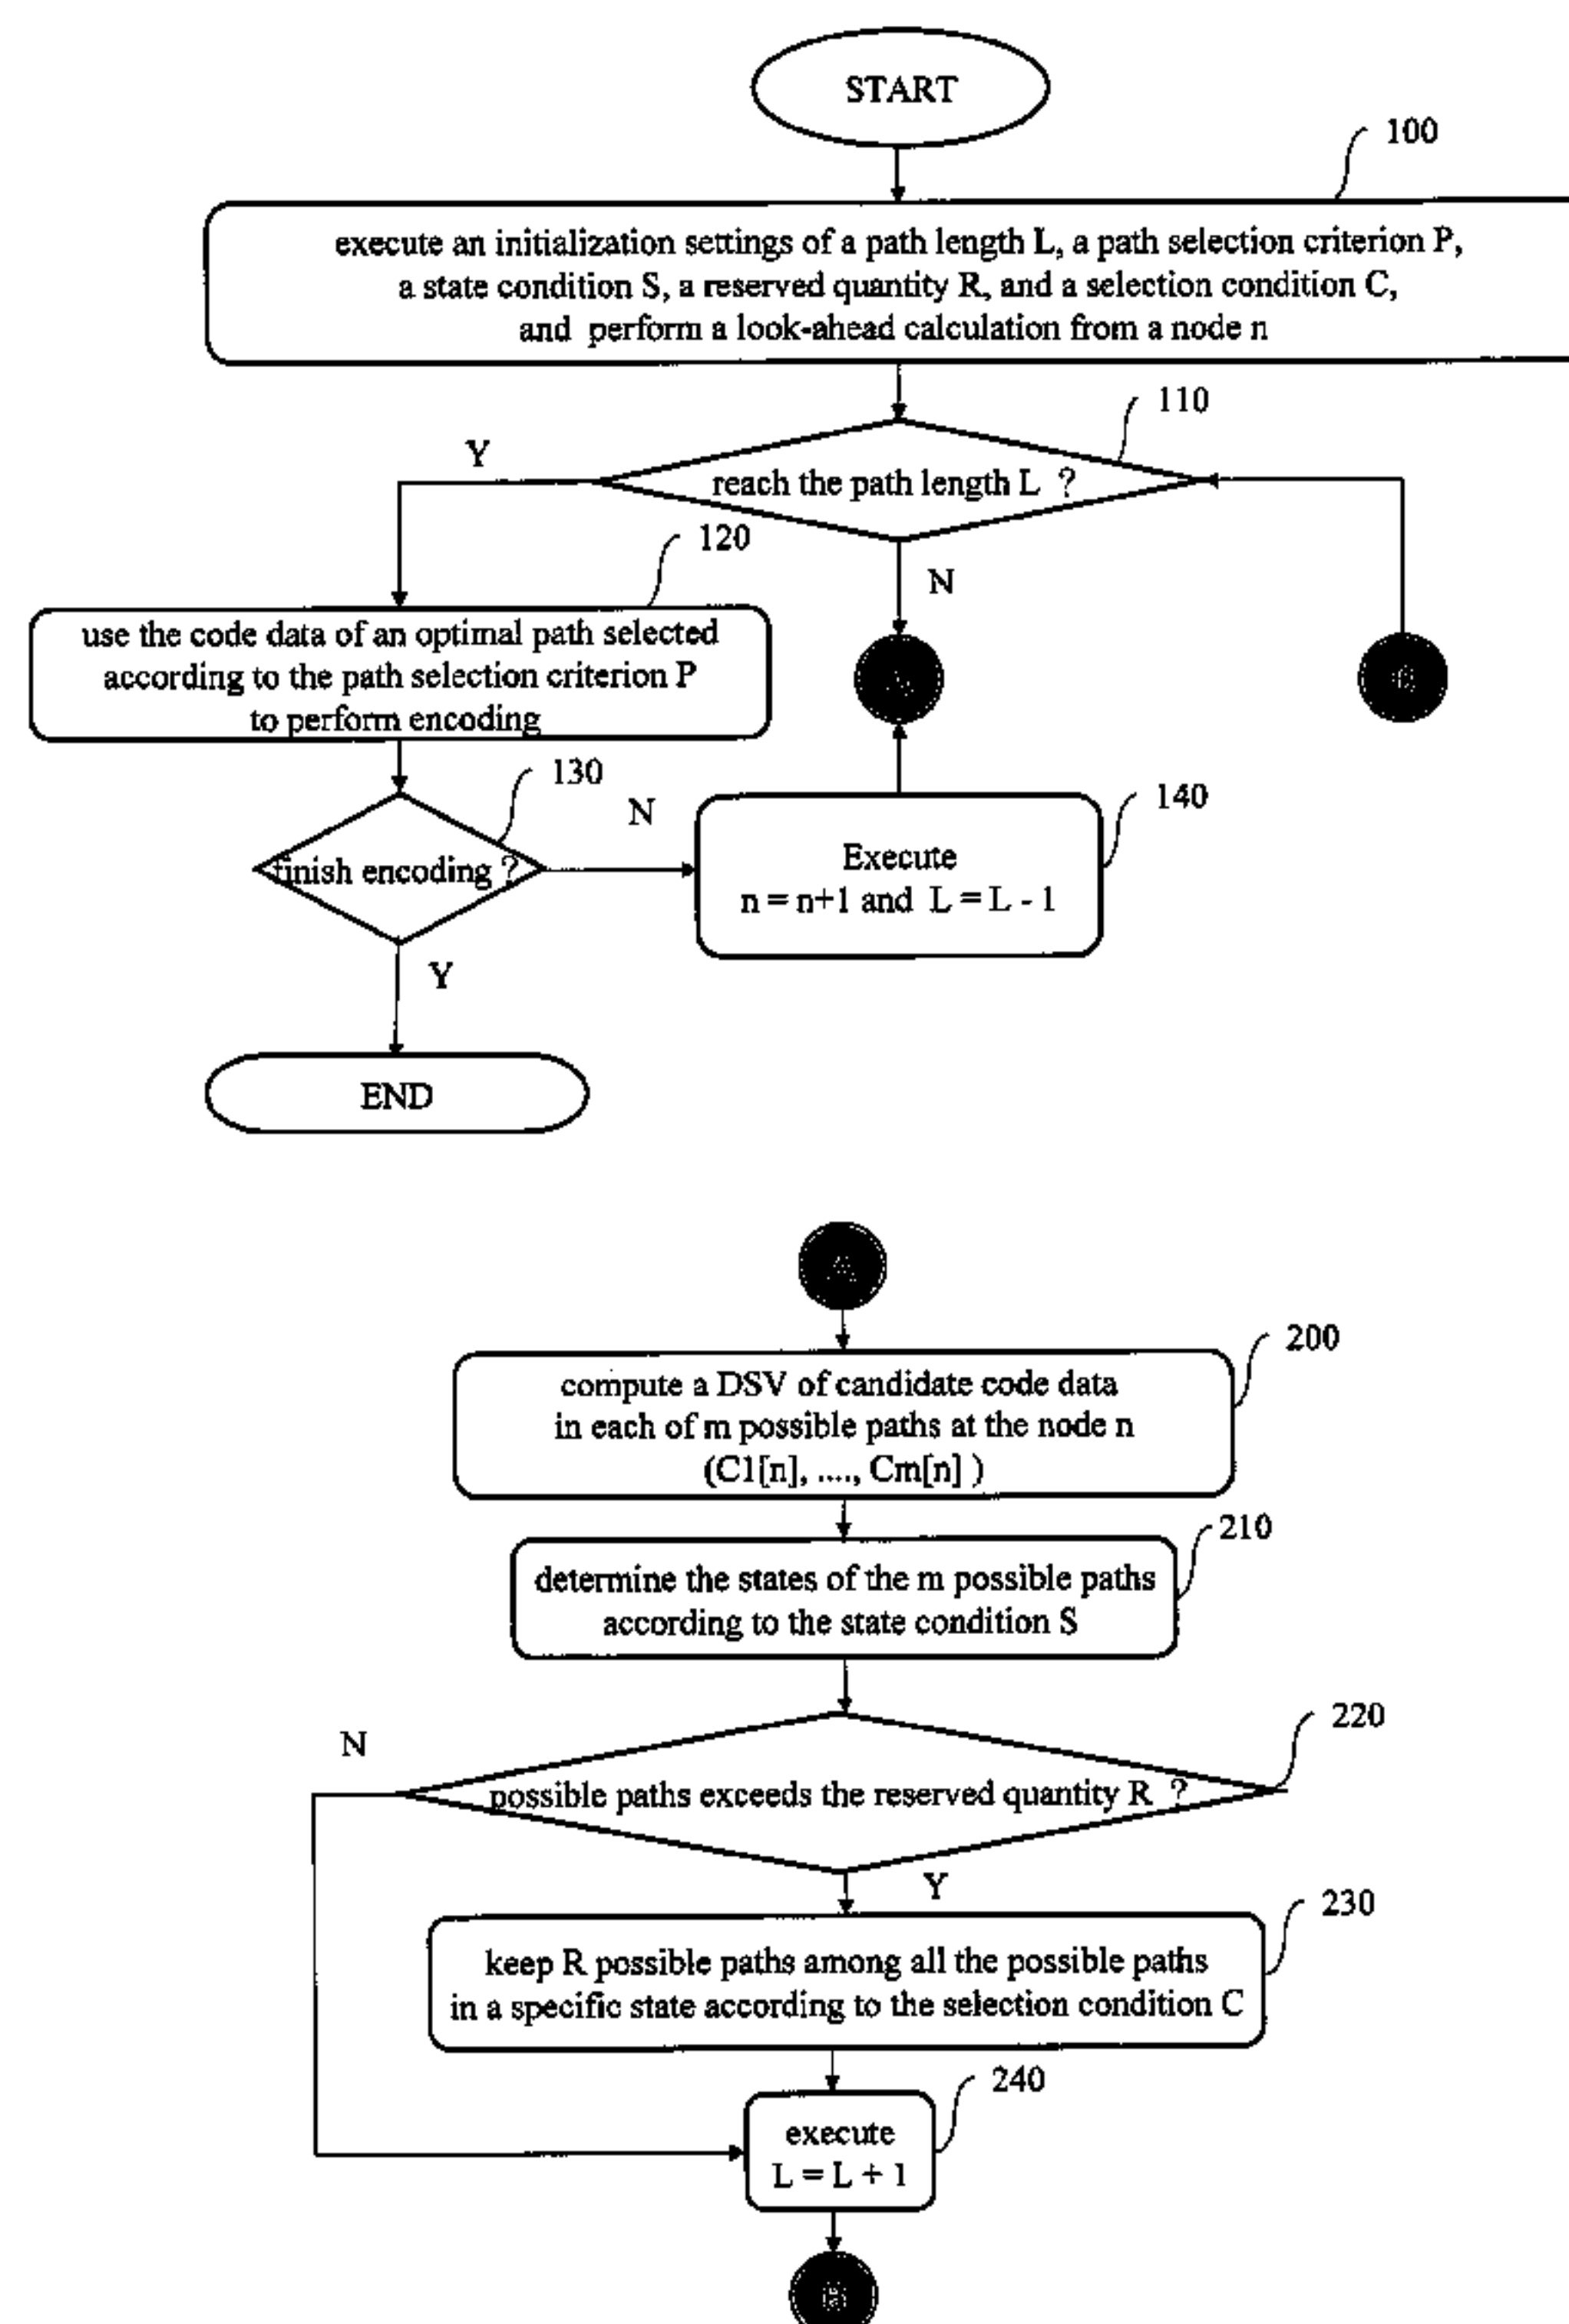 START
100
execute an initialization settings of a path length L, a path selection criterion P,
a state condition S, a reserved quantity R, and a selection condition C,
and perform a look-ahead calculation from a node n
110
Y
reach the path length L ?
120
N
use the code data of an optimal path selected
according to the path selection criterion P
to perform encoding
A
B
130
N
140
finish encoding ?
Execute
n = n+1 and L = L - 1
Y
END
A
200
compute a DSV of candidate code data
in each of m possible paths at the node n
(C1[n], ...., Cm[n] )
210
determine the states of the m possible paths
according to the state condition S
220
N
possible paths exceeds the reserved quantity R ?
Y
230
keep R possible paths among all the possible paths
in a specific state according to the selection condition C
240
execute
L = L + 1
B